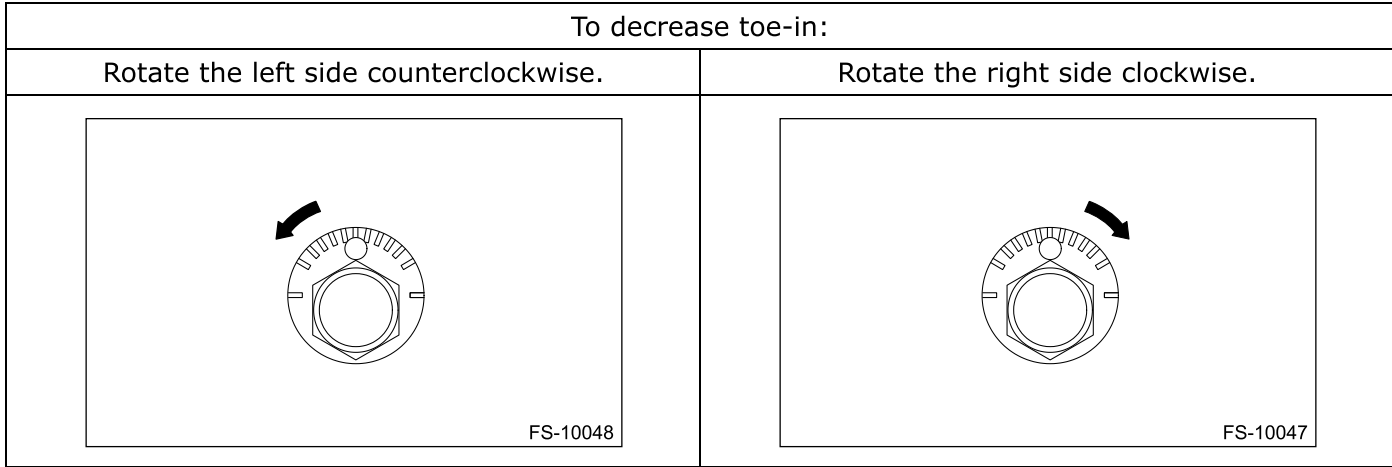 To decrease toe-in:
Rotate the left side counterclockwise.
Rotate the right side clockwise.
FS-10048
FS-10047